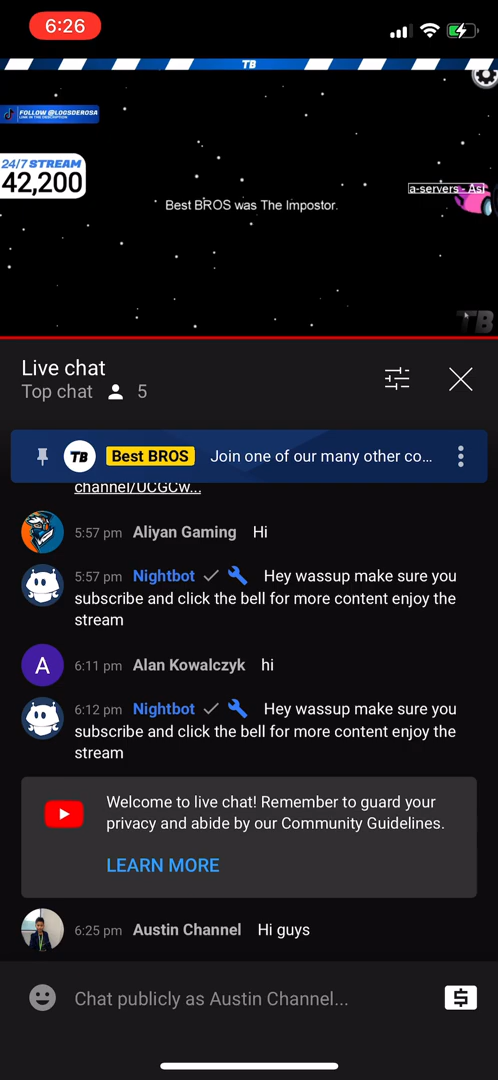 6:26
TB
FOLLOW @LOGSDEROSA
LINK IN THE DESCRIPTION
24/7 STREAM
42,200
a-servers - Asi
Best BROS was The Impostor.
TB
Live chat
Top chat 5
TB Best BROS Join one of our many other co...
channel/UCGCw...
5:57 pm Aliyan Gaming Hi
5:57 pm Nightbot Hey wassup make sure you
subscribe and click the bell for more content enjoy the
stream
A 6:11 pm Alan Kowalczyk hi
6:12 pm Nightbot Hey wassup make sure you
subscribe and click the bell for more content enjoy the
stream
Welcome to live chat! Remember to guard your
privacy and abide by our Community Guidelines.
LEARN MORE
6:25 pm Austin Channel Hi guys
Chat publicly as Austin Channel...